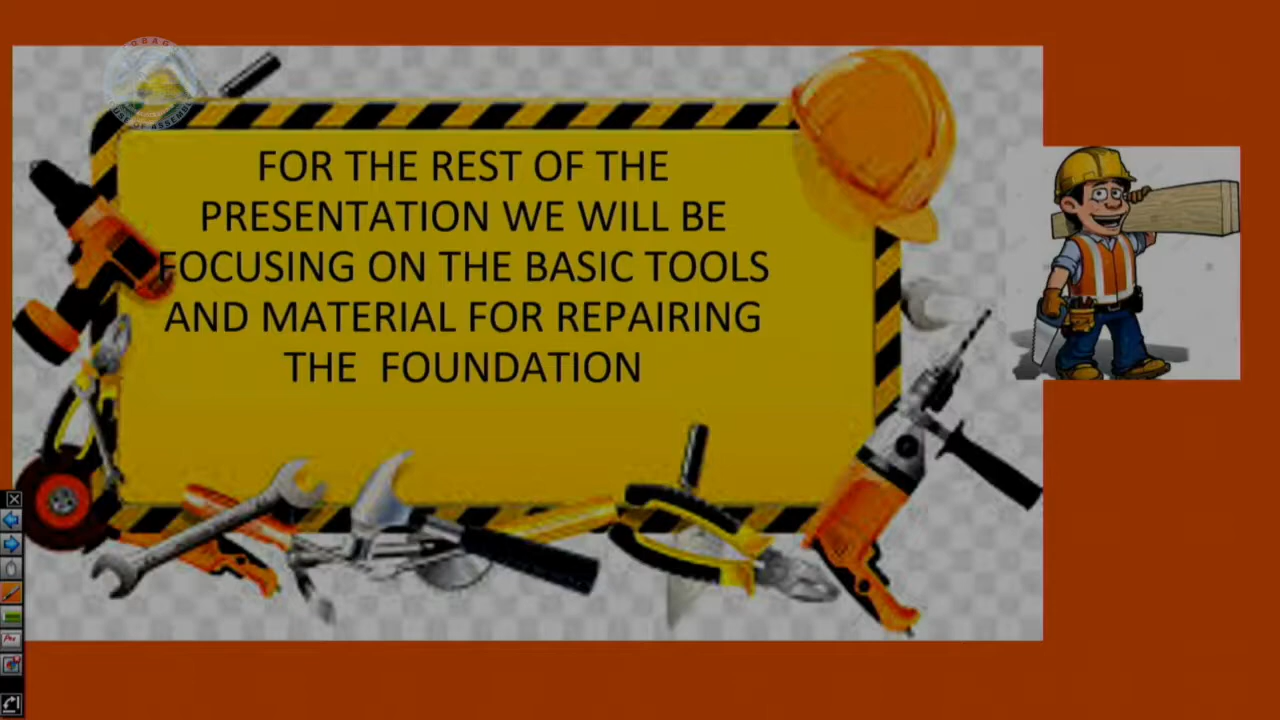 FOR THE REST OF THE
PRESENTATION WE WILL BE
FOCUSING ON THE BASIC TOOLS
AND MATERIAL FOR REPAIRING
THE FOUNDATION